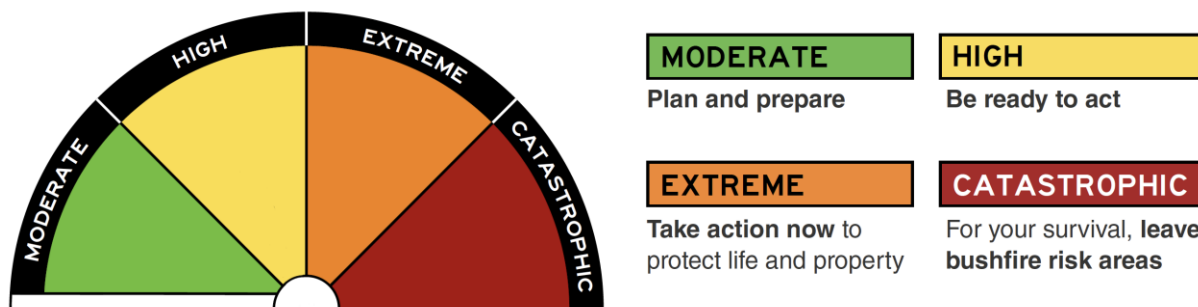 MODERATE
HIGH
EXTREME
CATASTROPHIC
MODERATE
Plan and prepare
HIGH
Be ready to act
EXTREME
Take action now to
protect life and property
CATASTROPHIC
For your survival, leave
bushfire risk areas